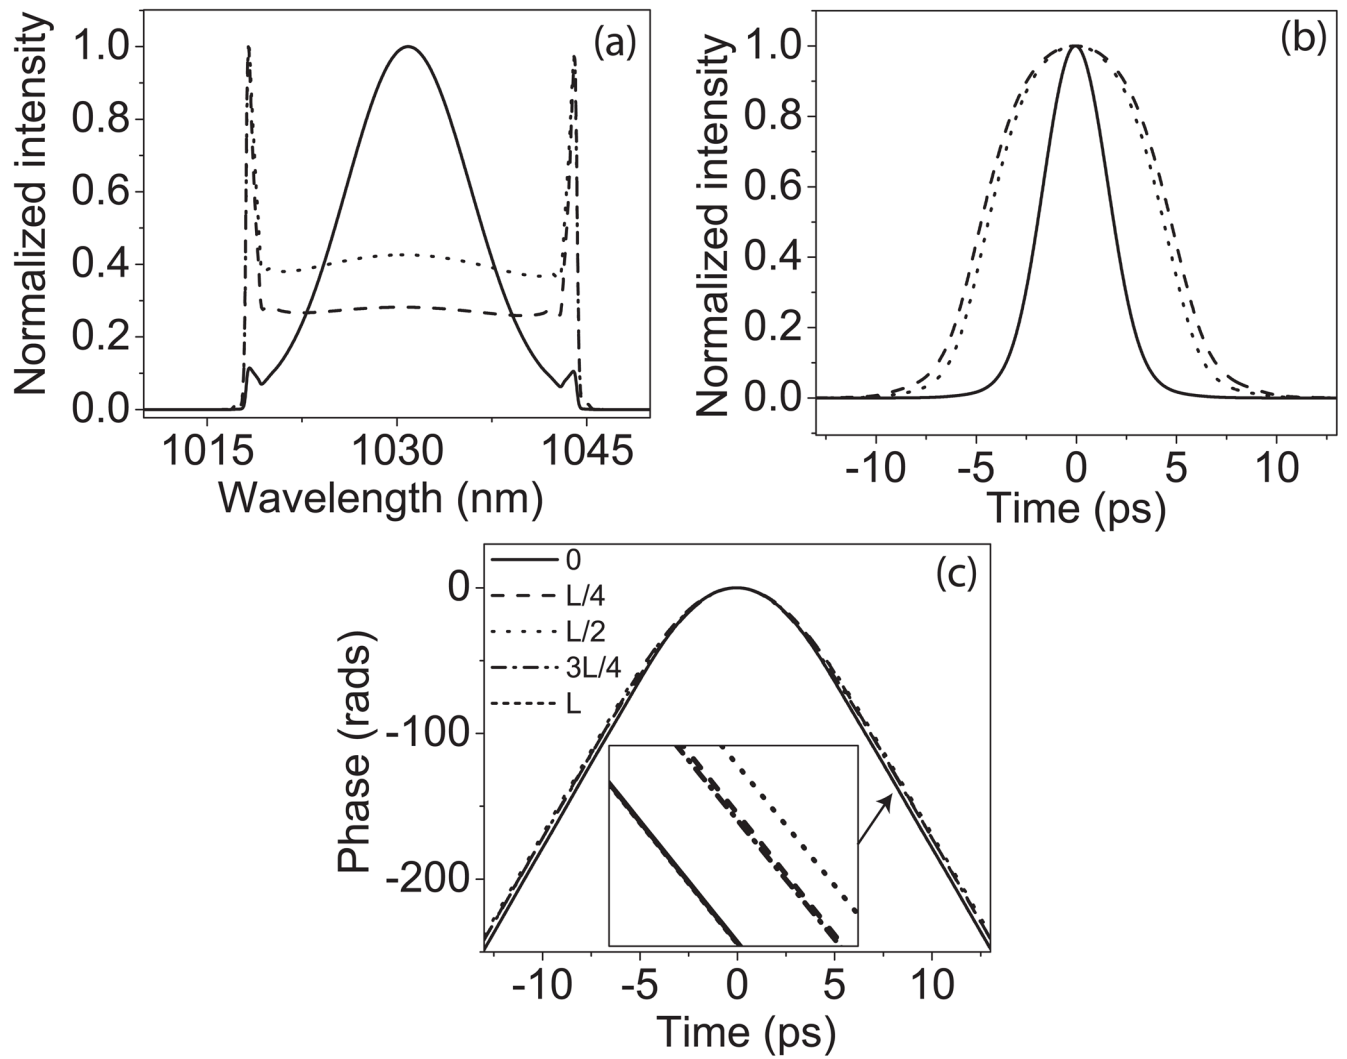 (a)
Normalized intensity
1.0
0.8
0.6
0.4
0.2
0.0
1015 1030 1045
Wavelength (nm)
(b)
Normalized intensity
1.0
0.8
0.6
0.4
0.2
0.0
-10 -5 0 5 10
Time (ps)
(c)
0
L/4
L/2
3L/4
L
Phase (rads)
0
-100
-200
-10 -5 0 5 10
Time (ps)